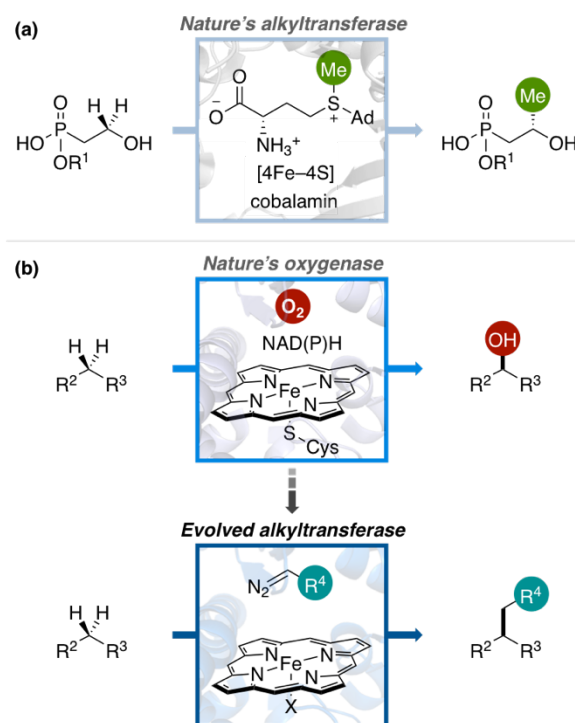 (a)
Nature's alkyltransferase
O
HO
P
OR¹
H
H
OH
O
⁻O
NH₃⁺
Me
S
+
Ad
[4Fe–4S]
cobalamin
O
HO
P
OR¹
Me
OH
(b)
Nature's oxygenase
H
H
R²
R³
O₂
NAD(P)H
N
N
Fe
N
N
S
Cys
OH
R²
R³
Evolved alkyltransferase
H
H
R²
R³
N₂
R⁴
N
N
Fe
N
N
X
R⁴
R²
R³